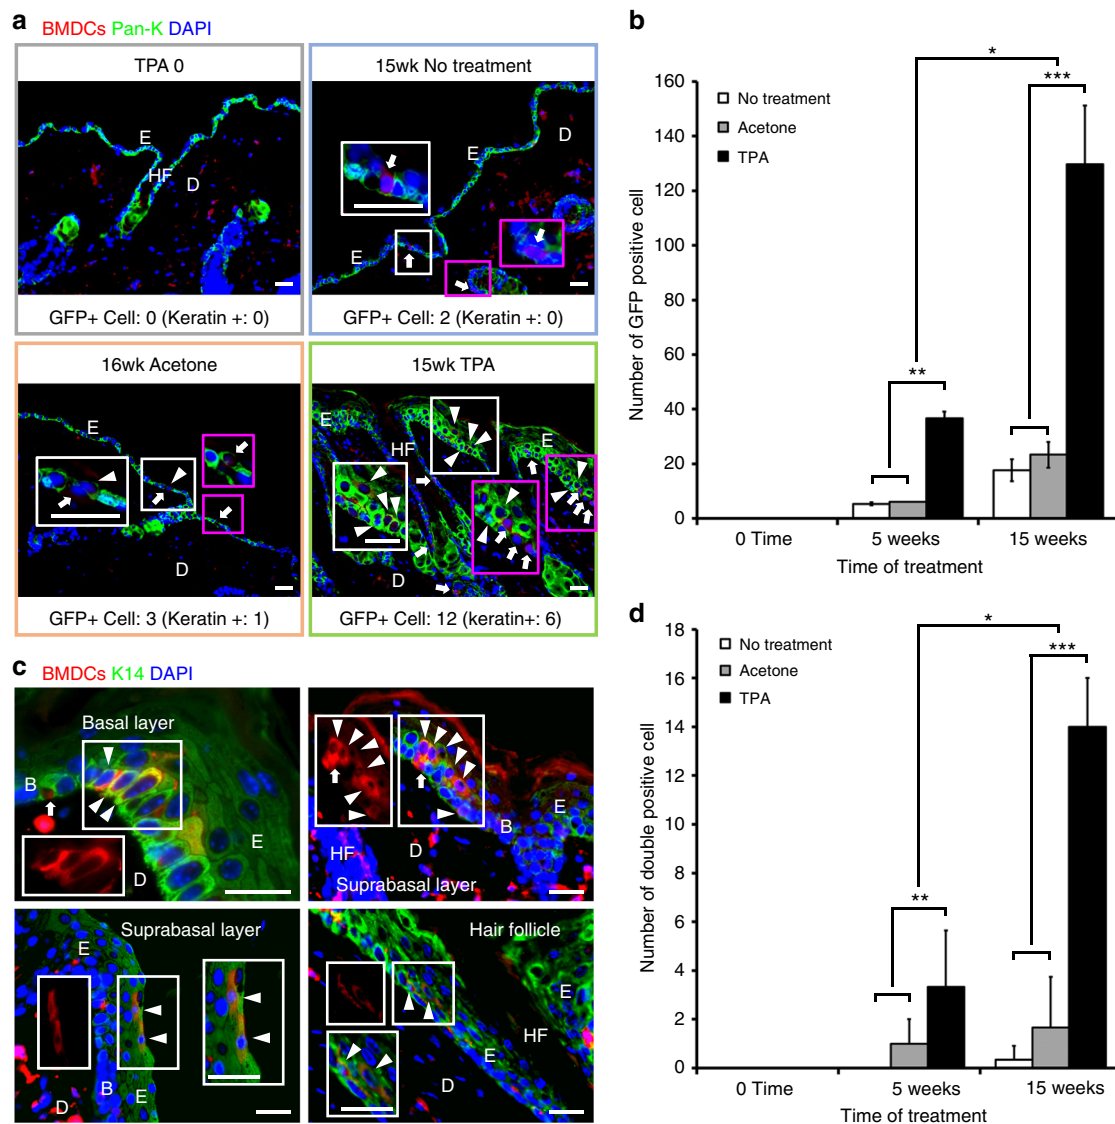 a
BMDCs Pan-K DAPI
TPA 0
E
HF
D
GFP+ Cell: 0 (Keratin +: 0)
15wk No treatment
D
E
E
GFP+ Cell: 2 (Keratin +: 0)
16wk Acetone
E
D
GFP+ Cell: 3 (Keratin +: 1)
15wk TPA
E
HF
E
D
GFP+ Cell: 12 (keratin+: 6)
b
Number of GFP positive cell
160
140
120
100
80
60
40
20
0
No treatment
Acetone
TPA
*
***
**
0 Time
5 weeks
15 weeks
Time of treatment
c
BMDCs K14 DAPI
Basal layer
B
E
D
E
B
HF
D
Suprabasal layer
Suprabasal layer
E
B
D
E
Hair follicle
E
HF
E
D
d
Number of double positive cell
18
16
14
12
10
8
6
4
2
0
No treatment
Acetone
TPA
*
***
**
0 Time
5 weeks
15 weeks
Time of treatment